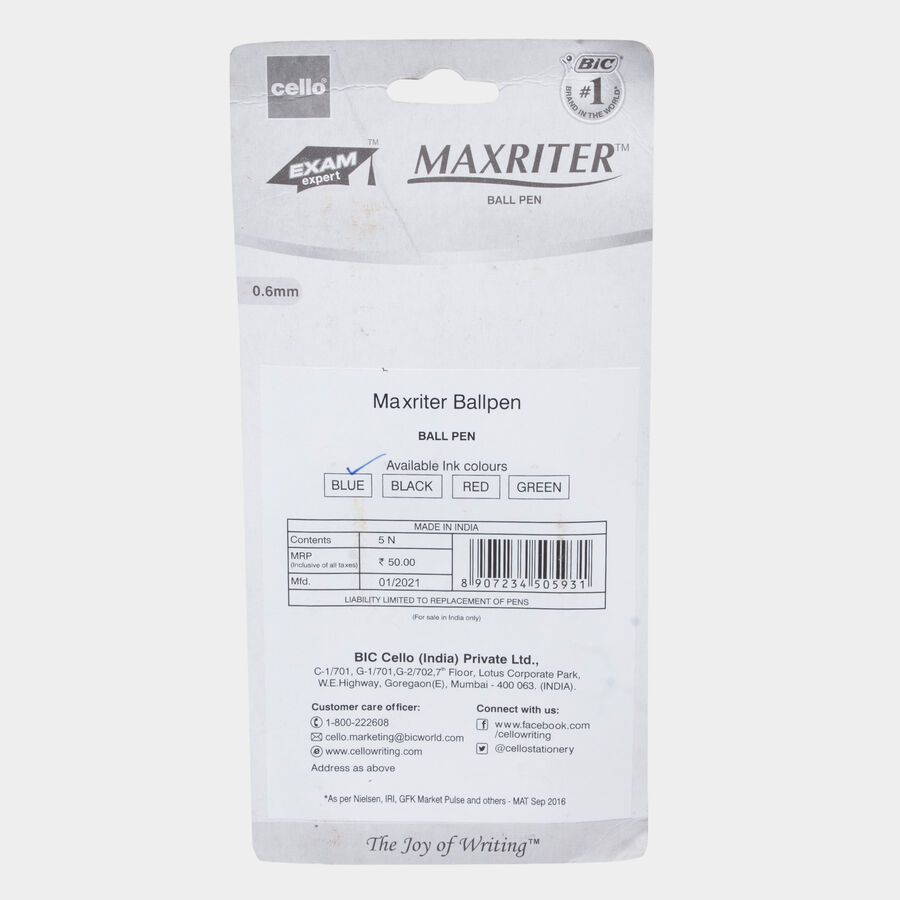 cello®
BiC
#1
BRAND IN THE WORLD*
EXAM
expert
TM
MAXRITER™
BALL PEN
0.6mm
Maxriter Ballpen
BALL PEN
Available Ink colours
BLUE BLACK RED GREEN
MADE IN INDIA
Contents 5 N
MRP
(Inclusive of all taxes) ₹ 50.00
Mfd. 01/2021
8 907234 505931
LIABILITY LIMITED TO REPLACEMENT OF PENS
(For sale in India only)
BIC Cello (India) Private Ltd.,
C-1/701, G-1/701,G-2/702,7th Floor, Lotus Corporate Park,
W.E.Highway, Goregaon(E), Mumbai - 400 063. (INDIA).
Customer care officer:
1-800-222608
cello.marketing@bicworld.com
www.cellowriting.com
Address as above
Connect with us:
www.facebook.com
/cellowriting
@cellostationery
*As per Nielsen, IRI, GFK Market Pulse and others - MAT Sep 2016
The Joy of Writing™